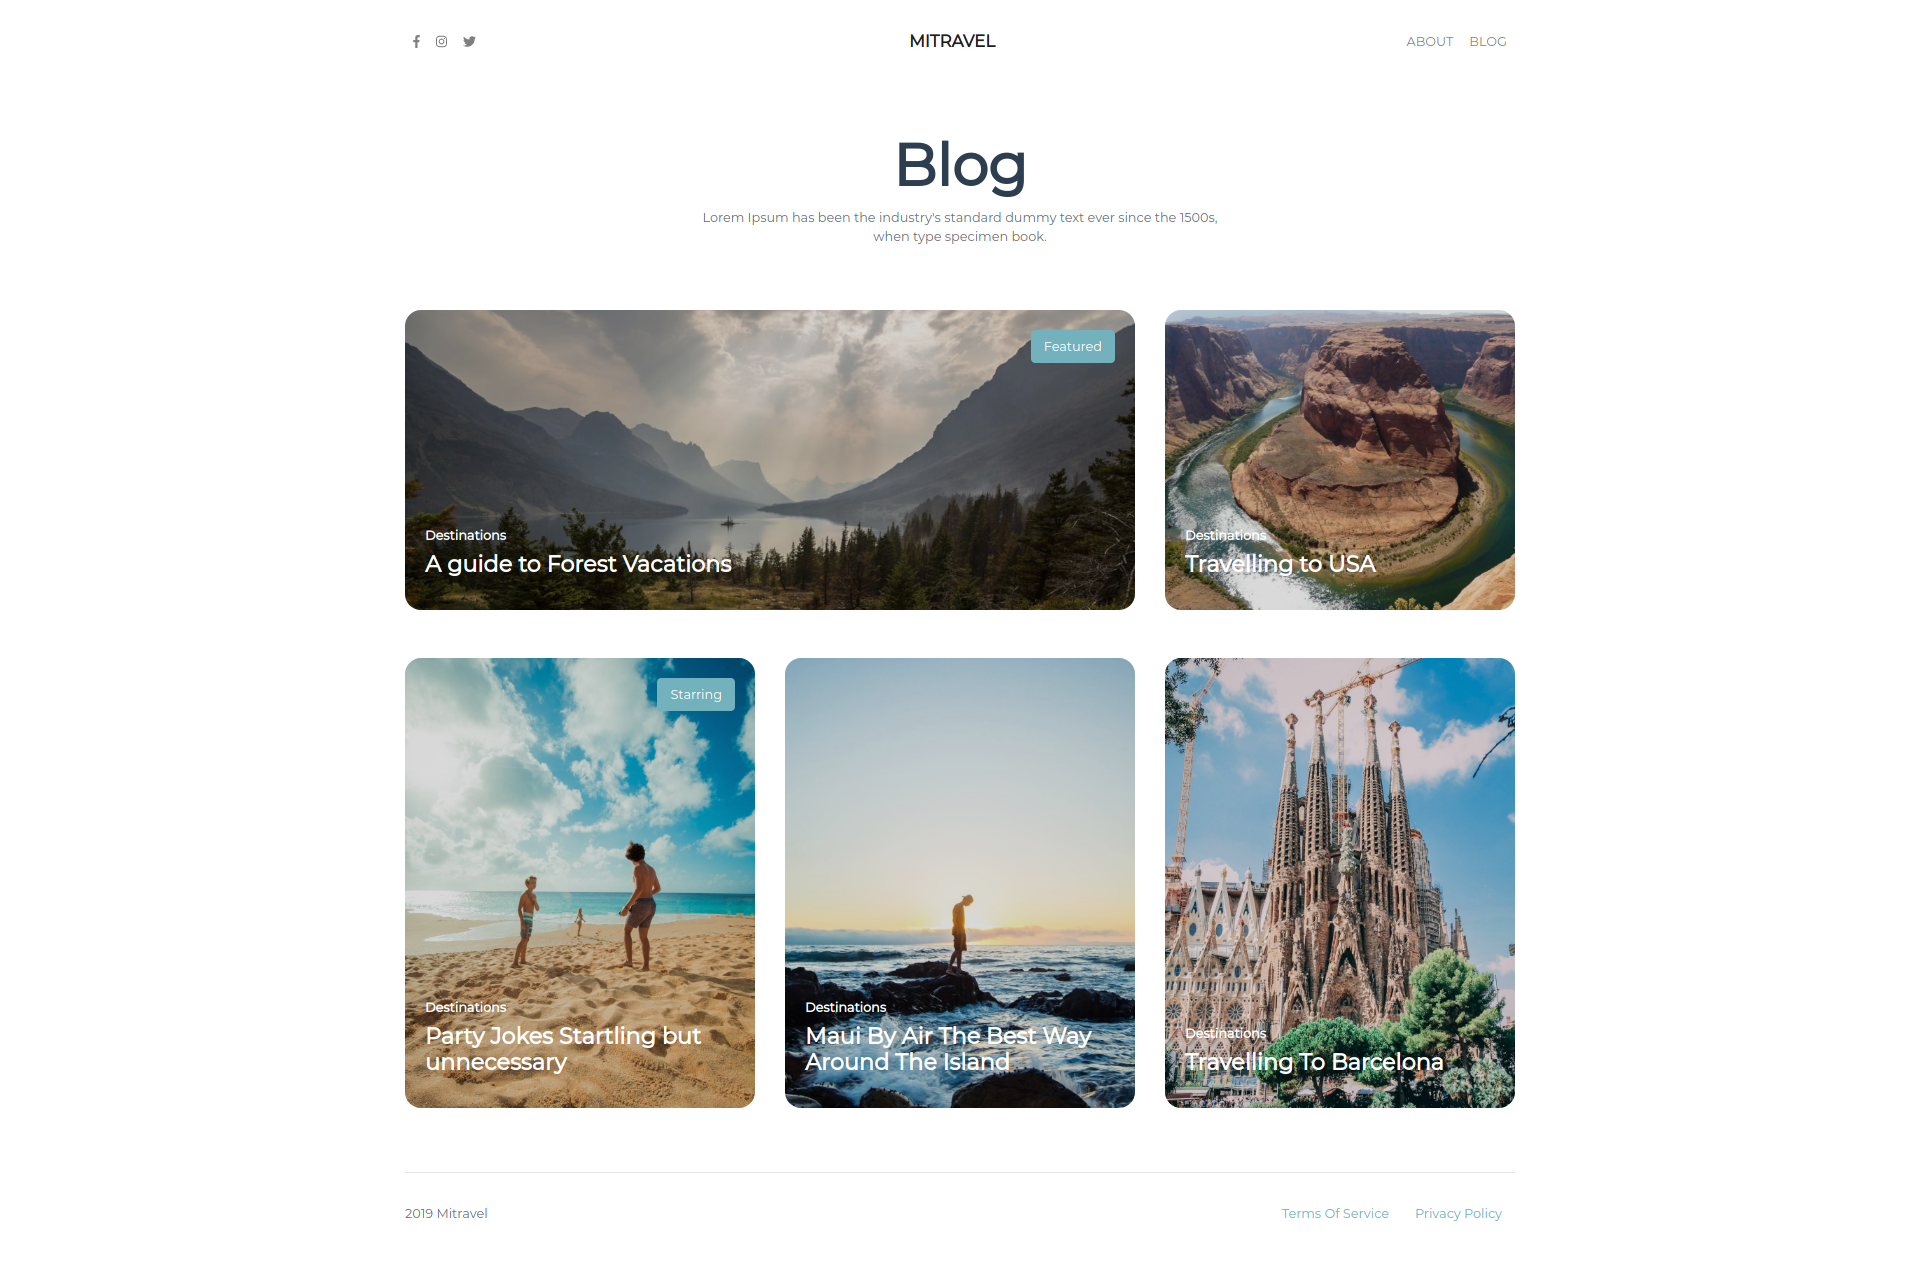 MITRAVEL
ABOUT
BLOG
Blog
Lorem Ipsum has been the industry's standard dummy text ever since the 1500s,
when type specimen book.
Featured
Destinations
A guide to Forest Vacations
Destinations
Travelling to USA
Starring
Destinations
Party Jokes Startling but
unnecessary
Destinations
Maui By Air The Best Way
Around The Island
Destinations
Travelling To Barcelona
2019 Mitravel
Terms Of Service
Privacy Policy